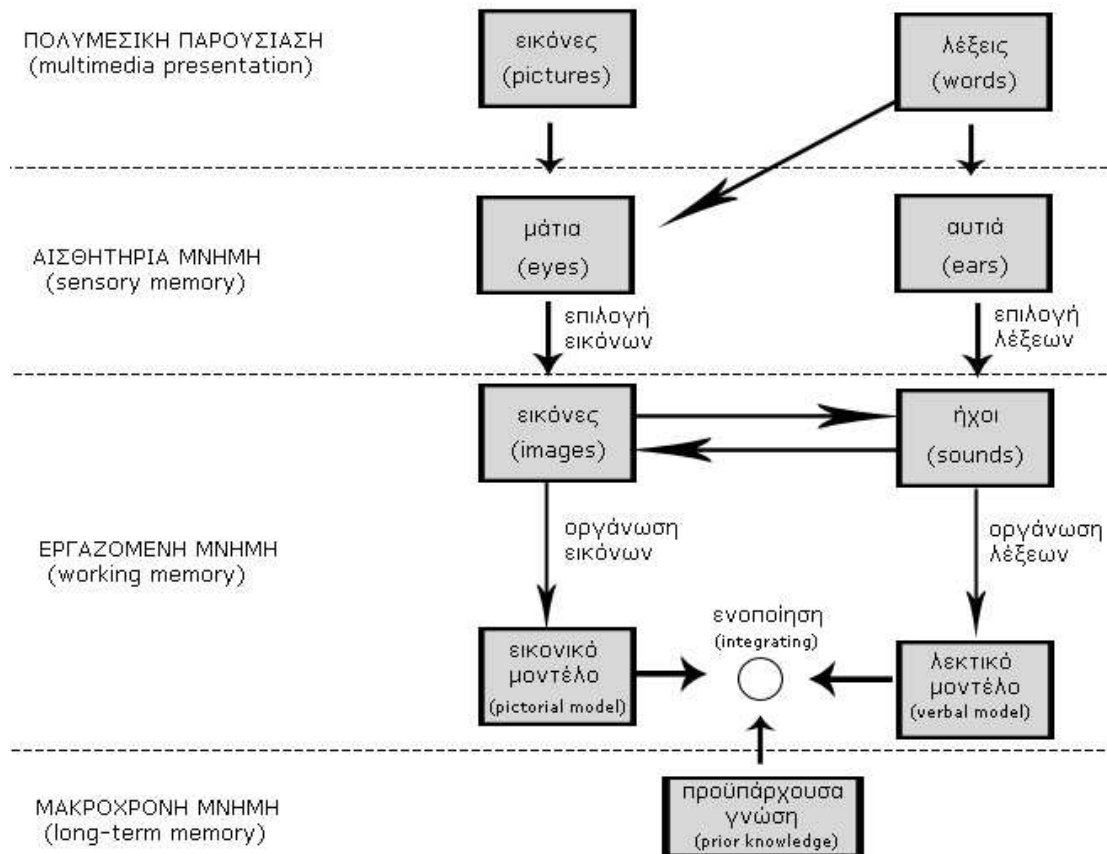 ΠΟΛΥΜΕΣΙΚΗ ΠΑΡΟΥΣΙΑΣΗ
(multimedia presentation)
εικόνες
(pictures)
λέξεις
(words)
ΑΙΣΘΗΤΗΡΙΑ ΜΝΗΜΗ
(sensory memory)
μάτια
(eyes)
αυτιά
(ears)
επιλογή
εικόνων
επιλογή
λέξεων
εικόνες
(images)
ήχοι
(sounds)
ΕΡΓΑΖΟΜΕΝΗ ΜΝΗΜΗ
(working memory)
οργάνωση
εικόνων
οργάνωση
λέξεων
ενοποίηση
(integrating)
εικονικό
μοντέλο
(pictorial model)
λεκτικό
μοντέλο
(verbal model)
ΜΑΚΡΟΧΡΟΝΗ ΜΝΗΜΗ
(long-term memory)
προϋπάρχουσα
γνώση
(prior knowledge)